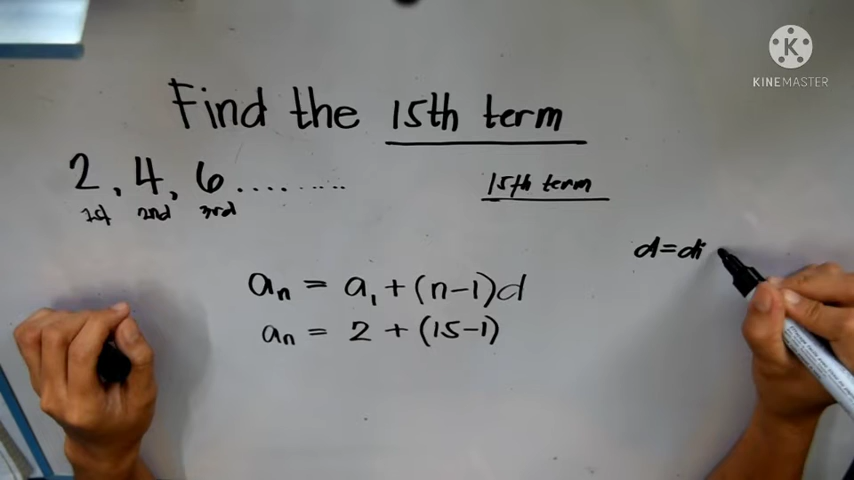 KINEMASTER
Find the 15th term
2, 4, 6..........
1st 2nd 3rd
15th term
d=di
aₙ = a₁ + (n-1)d
aₙ = 2 + (15-1)